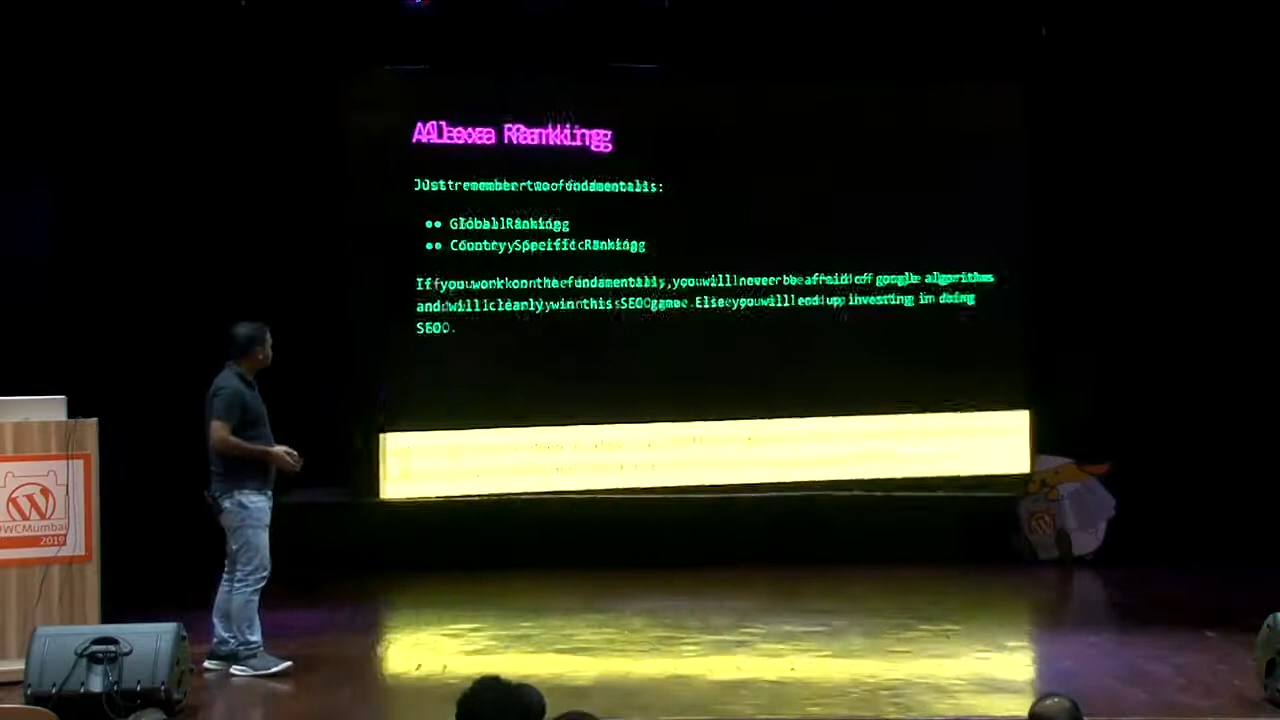 Alexa Ranking
Just remember two fundamentals:
Global Ranking
Country Specific Ranking
If you work on the fundamentals, you will never be afraid of google algorithms
and will clearly win this SEO game. Else you will end up investing in doing
SEO.
#WCMumbai
2019